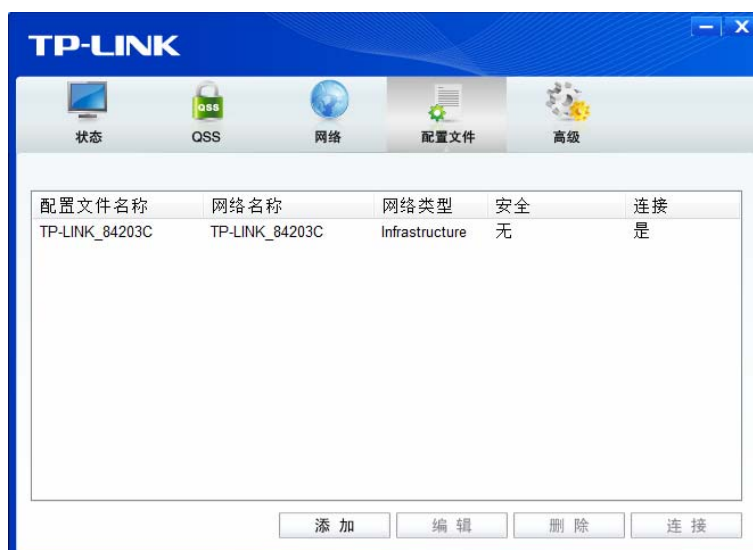 TP-LINK
QSS
状态 QSS 网络 配置文件 高级
配置文件名称 网络名称 网络类型 安全 连接
TP-LINK_84203C TP-LINK_84203C Infrastructure 无 是
添加 编辑 删除 连接